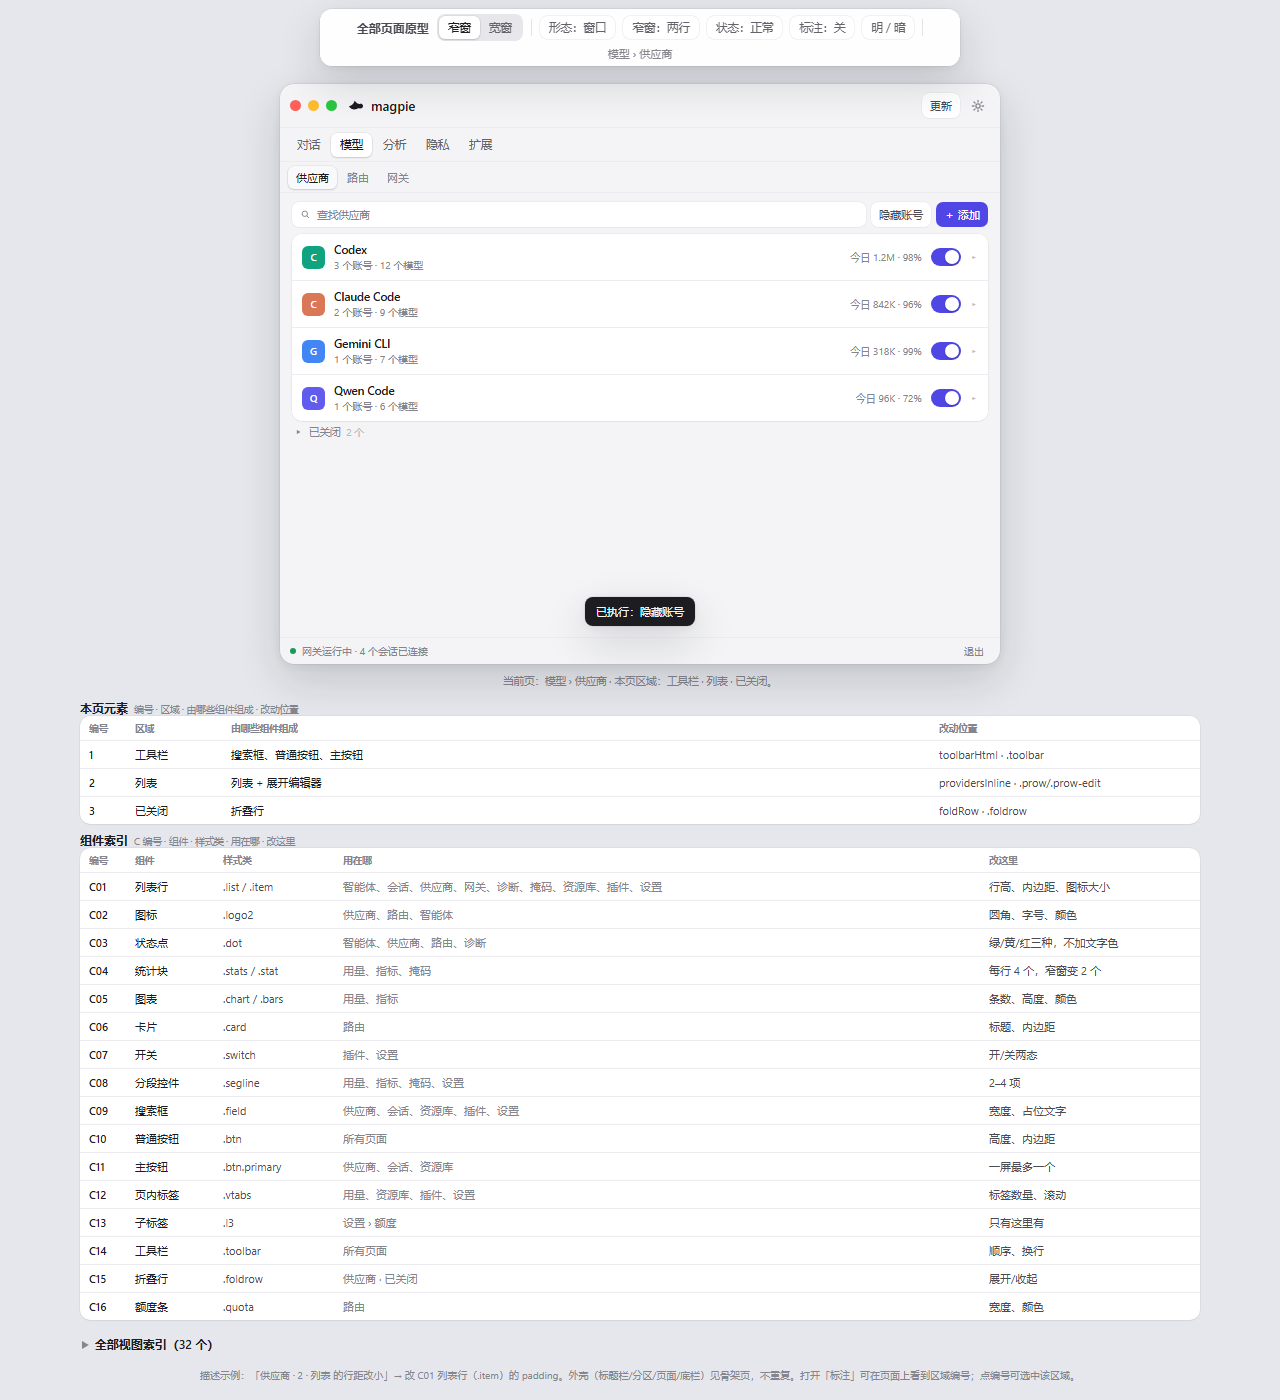 全部页面原型 窄窗 宽窗 形态：窗口 窄窗：两行 状态：正常 标注：关 明 / 暗
模型 › 供应商
magpie 更新
对话 模型 分析 隐私 扩展
供应商 路由 网关
查找供应商 隐藏账号 + 添加
C Codex 今日 1.2M · 98%
3 个账号 · 12 个模型
C Claude Code 今日 842K · 96%
2 个账号 · 9 个模型
G Gemini CLI 今日 318K · 99%
1 个账号 · 7 个模型
Q Qwen Code 今日 96K · 72%
1 个账号 · 6 个模型
▸ 已关闭 2 个
已执行：隐藏账号
网关运行中 · 4 个会话已连接 退出
当前页：模型 › 供应商 · 本页区域：工具栏 · 列表 · 已关闭。
本页元素 编号 · 区域 · 由哪些组件组成 · 改动位置
编号 区域 由哪些组件组成 改动位置
1 工具栏 搜索框、普通按钮、主按钮 toolbarHtml · .toolbar
2 列表 列表 + 展开编辑器 providersInline · .prow/.prow-edit
3 已关闭 折叠行 foldRow · .foldrow
组件索引 C 编号 · 组件 · 样式类 · 用在哪 · 改这里
编号 组件 样式类 用在哪 改这里
C01 列表行 .list / .item 智能体、会话、供应商、网关、诊断、掩码、资源库、插件、设置 行高、内边距、图标大小
C02 图标 .logo2 供应商、路由、智能体 圆角、字号、颜色
C03 状态点 .dot 智能体、供应商、路由、诊断 绿/黄/红三种，不加文字色
C04 统计块 .stats / .stat 用量、指标、掩码 每行 4 个，窄窗变 2 个
C05 图表 .chart / .bars 用量、指标 条数、高度、颜色
C06 卡片 .card 路由 标题、内边距
C07 开关 .switch 插件、设置 开/关两态
C08 分段控件 .segline 用量、指标、掩码、设置 2–4 项
C09 搜索框 .field 供应商、会话、资源库、插件、设置 宽度、占位文字
C10 普通按钮 .btn 所有页面 高度、内边距
C11 主按钮 .btn.primary 供应商、会话、资源库 一屏最多一个
C12 页内标签 .vtabs 用量、资源库、插件、设置 标签数量、滚动
C13 子标签 .l3 设置 › 额度 只有这里有
C14 工具栏 .toolbar 所有页面 顺序、换行
C15 折叠行 .foldrow 供应商 · 已关闭 展开/收起
C16 额度条 .quota 路由 宽度、颜色
▶ 全部视图索引（32 个）
描述示例：「供应商 · 2 · 列表 的行距改小」→ 改 C01 列表行（.item）的 padding。外壳（标题栏/分区/页面/底栏）见骨架页，不重复。打开「标注」可在页面上看到区域编号；点编号可选中该区域。